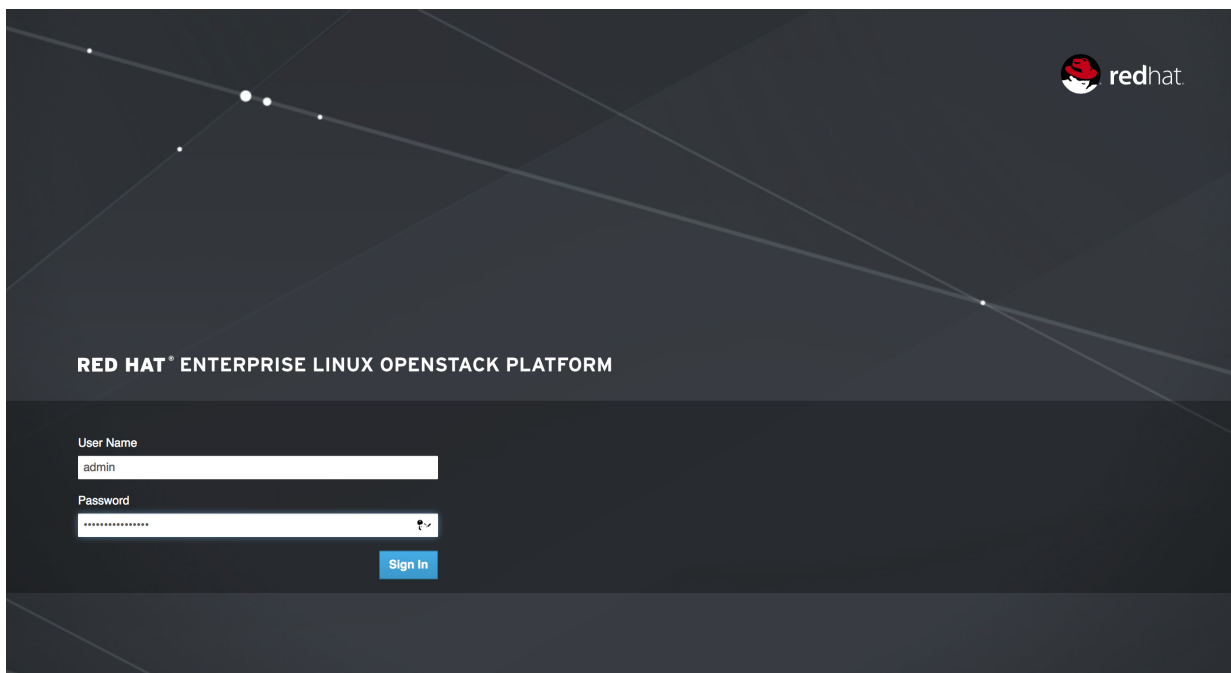 redhat.
RED HAT® ENTERPRISE LINUX OPENSTACK PLATFORM
User Name
admin
Password
•••••••••••••••
Sign In